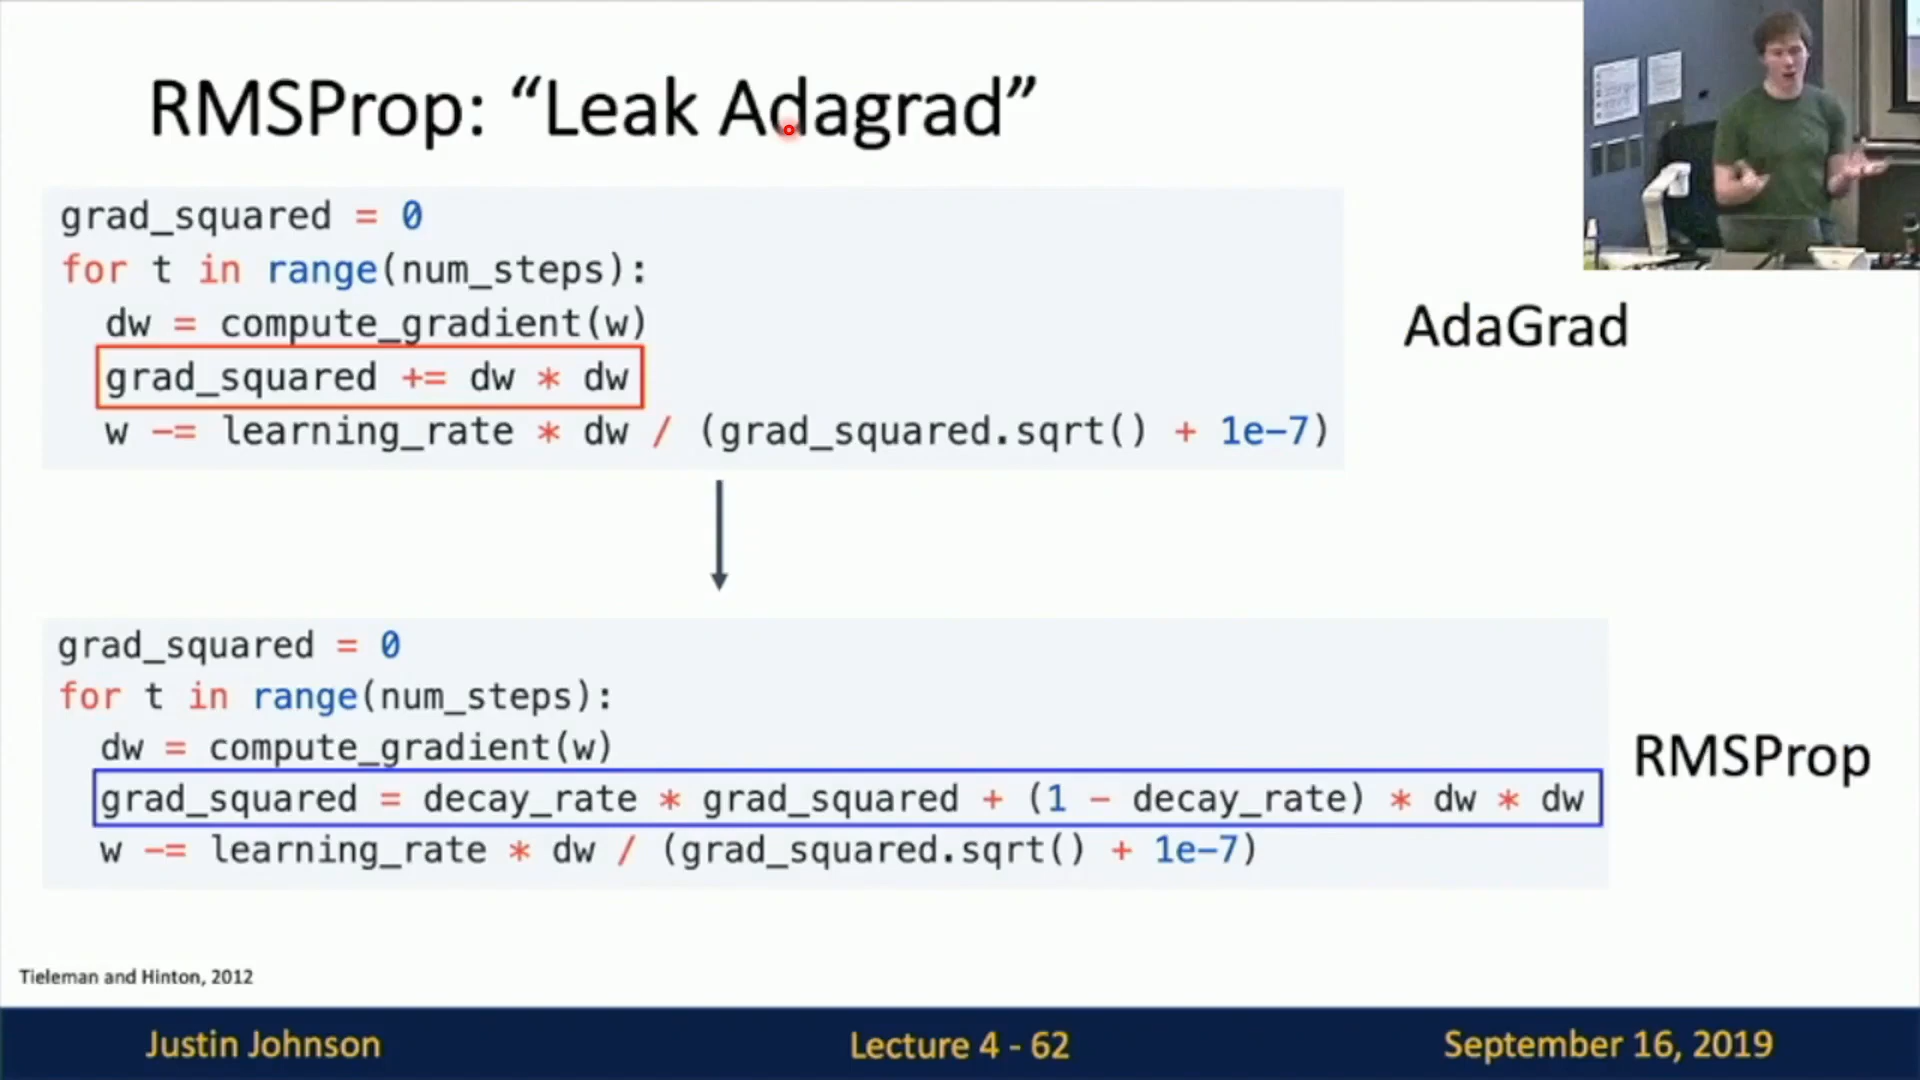 RMSProp: “Leak Adagrad”
grad_squared = 0
for t in range(num_steps):
dw = compute_gradient(w)
grad_squared += dw * dw
w -= learning_rate * dw / (grad_squared.sqrt() + 1e-7)
AdaGrad
grad_squared = 0
for t in range(num_steps):
dw = compute_gradient(w)
grad_squared = decay_rate * grad_squared + (1 - decay_rate) * dw * dw
w -= learning_rate * dw / (grad_squared.sqrt() + 1e-7)
RMSProp
Tieleman and Hinton, 2012
Justin Johnson
Lecture 4 - 62
September 16, 2019